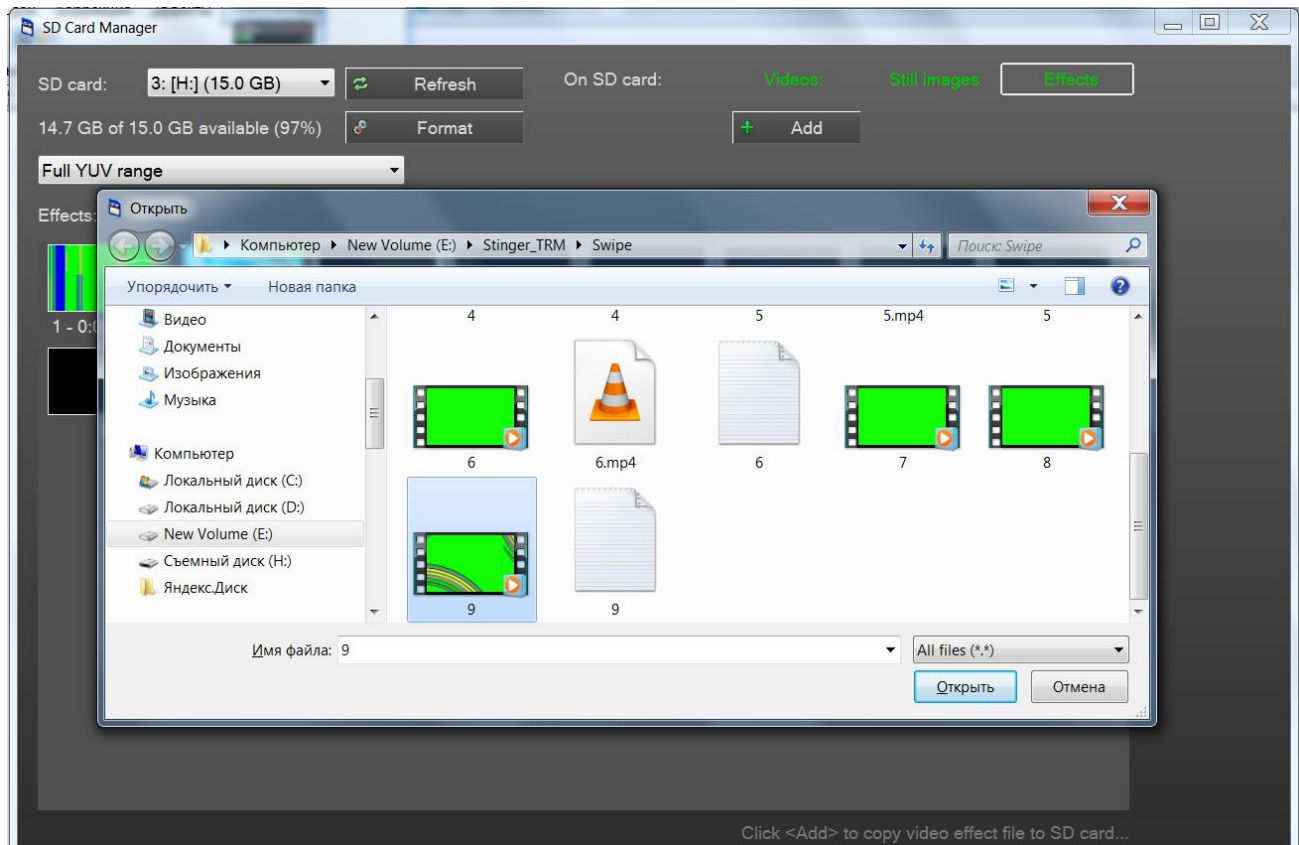 SD Card Manager
SD card: 3: [H:] (15.0 GB) Refresh On SD card: Videos: Still images Effects
14.7 GB of 15.0 GB available (97%) Format + Add
Full YUV range
Effects:
Открыть
Компьютер New Volume (E:) Stinger_TRM Swipe Поиск: Swipe
Упорядочить Новая папка
Видео
Документы
Изображения
Музыка
Компьютер
Локальный диск (C:)
Локальный диск (D:)
New Volume (E:)
Съемный диск (H:)
Яндекс.Диск
4 4 5 5.mp4 5
6 6.mp4 6 7 8
9 9
1 - 0:
Имя файла: 9 All files (*.*)
Открыть Отмена
Click <Add> to copy video effect file to SD card...